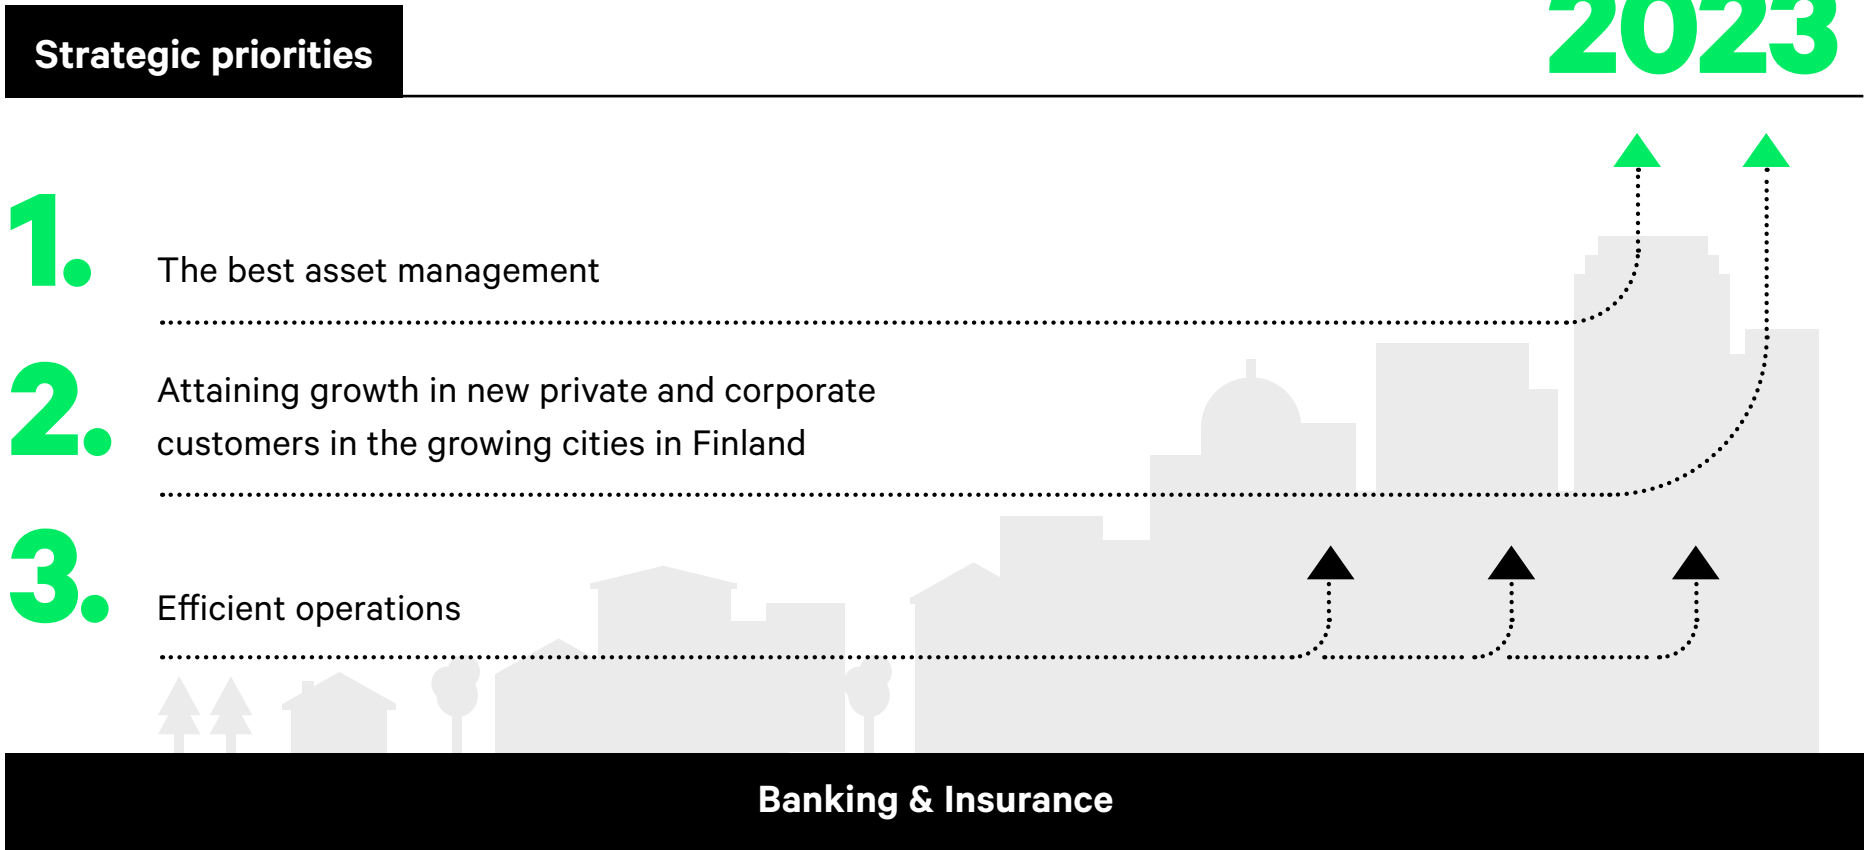 Strategic priorities
2023
1.
The best asset management
2.
Attaining growth in new private and corporate
customers in the growing cities in Finland
3.
Efficient operations
Banking & Insurance